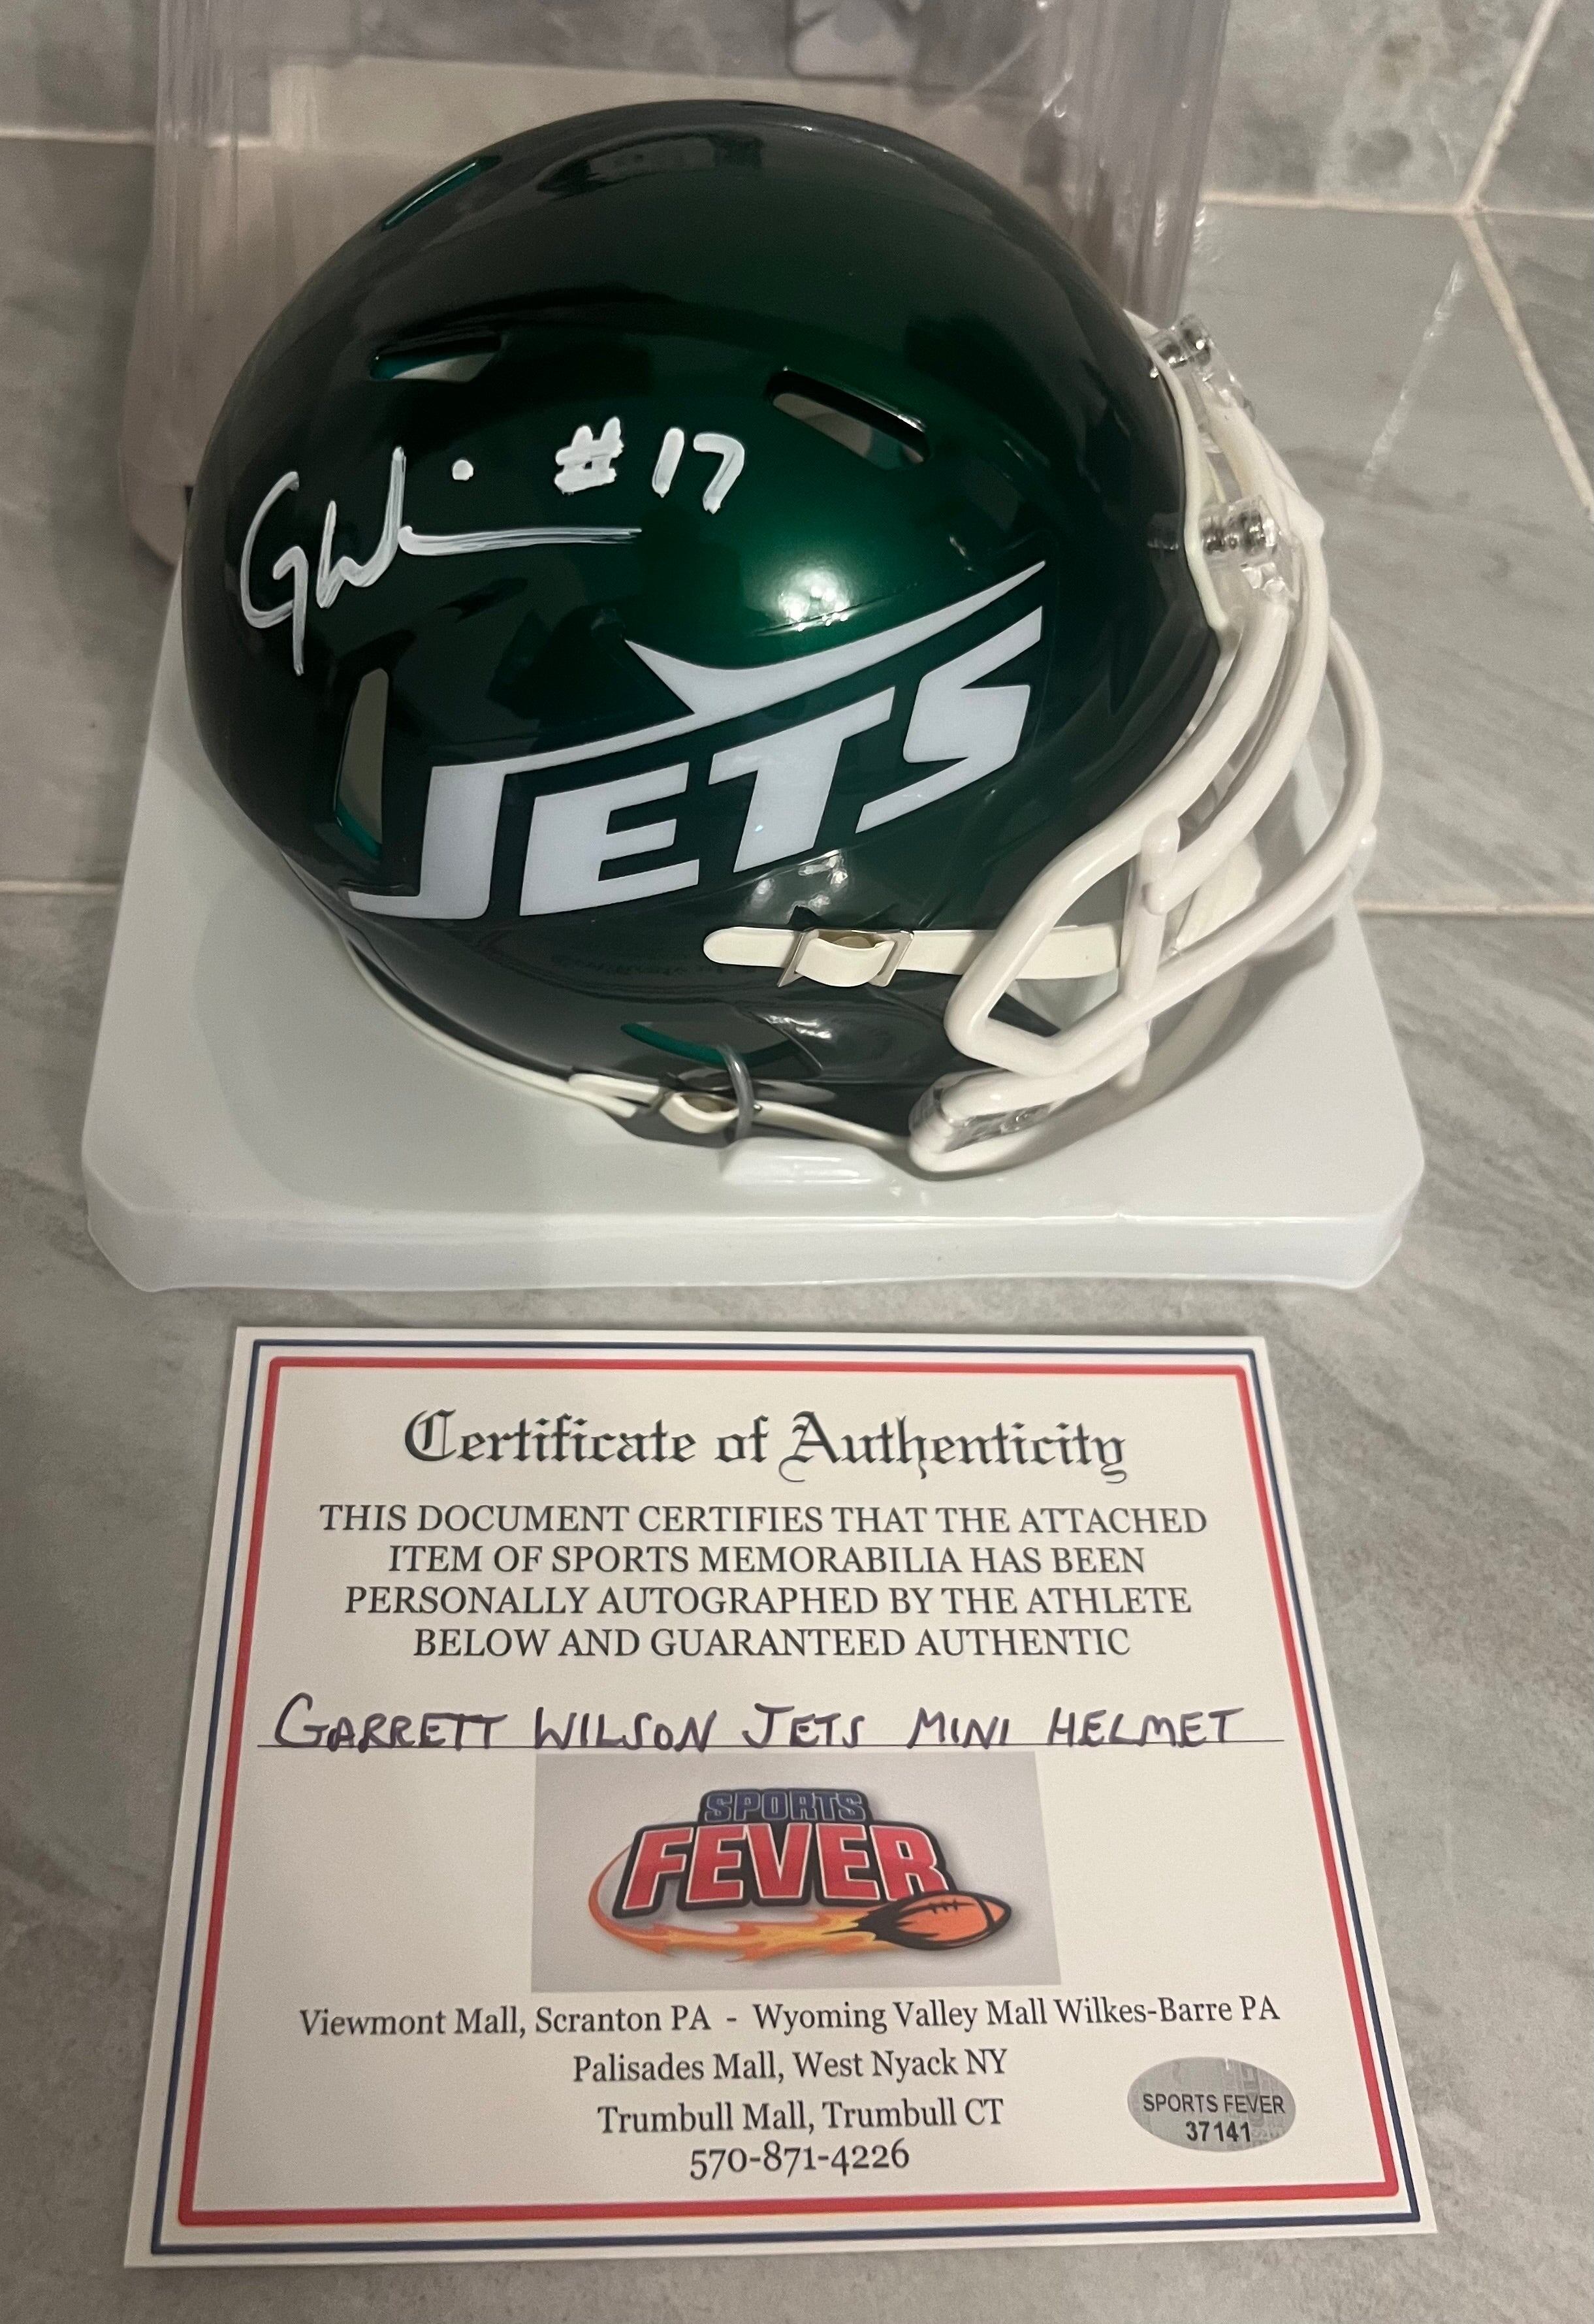 GWi #17
JETS
Certificate of Authenticity
THIS DOCUMENT CERTIFIES THAT THE ATTACHED
ITEM OF SPORTS MEMORABILIA HAS BEEN
PERSONALLY AUTOGRAPHED BY THE ATHLETE
BELOW AND GUARANTEED AUTHENTIC
GARRETT WILSON JETS MINI HELMET
SPORTS
FEVER
Viewmont Mall, Scranton PA - Wyoming Valley Mall Wilkes-Barre PA
Palisades Mall, West Nyack NY
Trumbull Mall, Trumbull CT
570-871-4226
SPORTS FEVER
37141